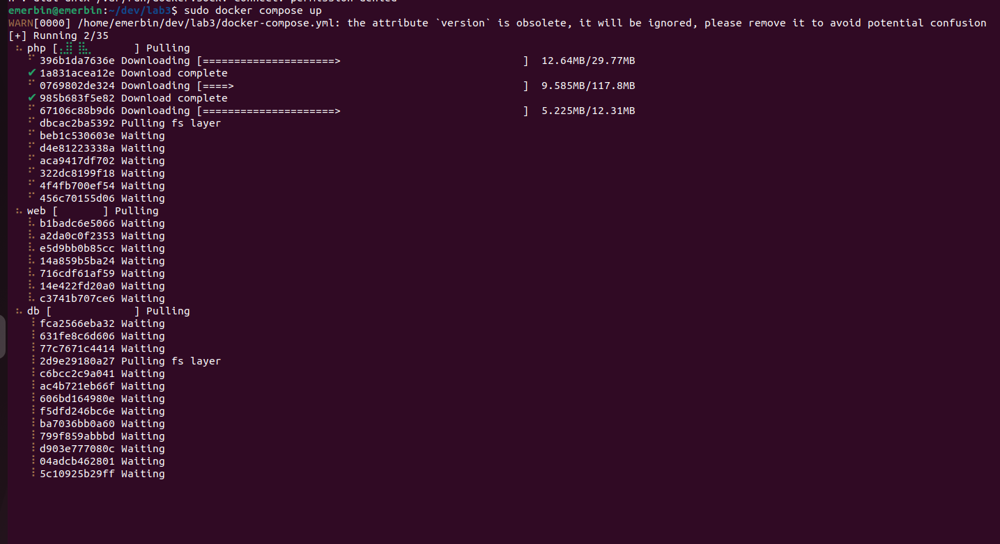 emerbin@emerbin:~/dev/lab3$ sudo docker compose up
WARN[0000] /home/emerbin/dev/lab3/docker-compose.yml: the attribute `version` is obsolete, it will be ignored, please remove it to avoid potential confusion
[+] Running 2/35
php [ ] Pulling
396b1da7636e Downloading [=====================> ] 12.64MB/29.77MB
✔ 1a831acea12e Download complete
0769802de324 Downloading [====> ] 9.585MB/117.8MB
✔ 985b683f5e82 Download complete
67106c88b9d6 Downloading [=====================> ] 5.225MB/12.31MB
dbcac2ba5392 Pulling fs layer
beb1c530603e Waiting
d4e81223338a Waiting
aca9417df702 Waiting
322dc8199f18 Waiting
4f4fb700ef54 Waiting
456c70155d06 Waiting
web [ ] Pulling
b1badc6e5066 Waiting
a2da0c0f2353 Waiting
e5d9bb0b85cc Waiting
14a859b5ba24 Waiting
716cdf61af59 Waiting
14e422fd20a0 Waiting
c3741b707ce6 Waiting
db [ ] Pulling
fca2566eba32 Waiting
631fe8c6d606 Waiting
77c7671c4414 Waiting
2d9e29180a27 Pulling fs layer
c6bcc2c9a041 Waiting
ac4b721eb66f Waiting
606bd164980e Waiting
f5dfd246bc6e Waiting
ba7036bb0a60 Waiting
799f859abbbd Waiting
d903e777080c Waiting
04adcb462801 Waiting
5c10925b29ff Waiting